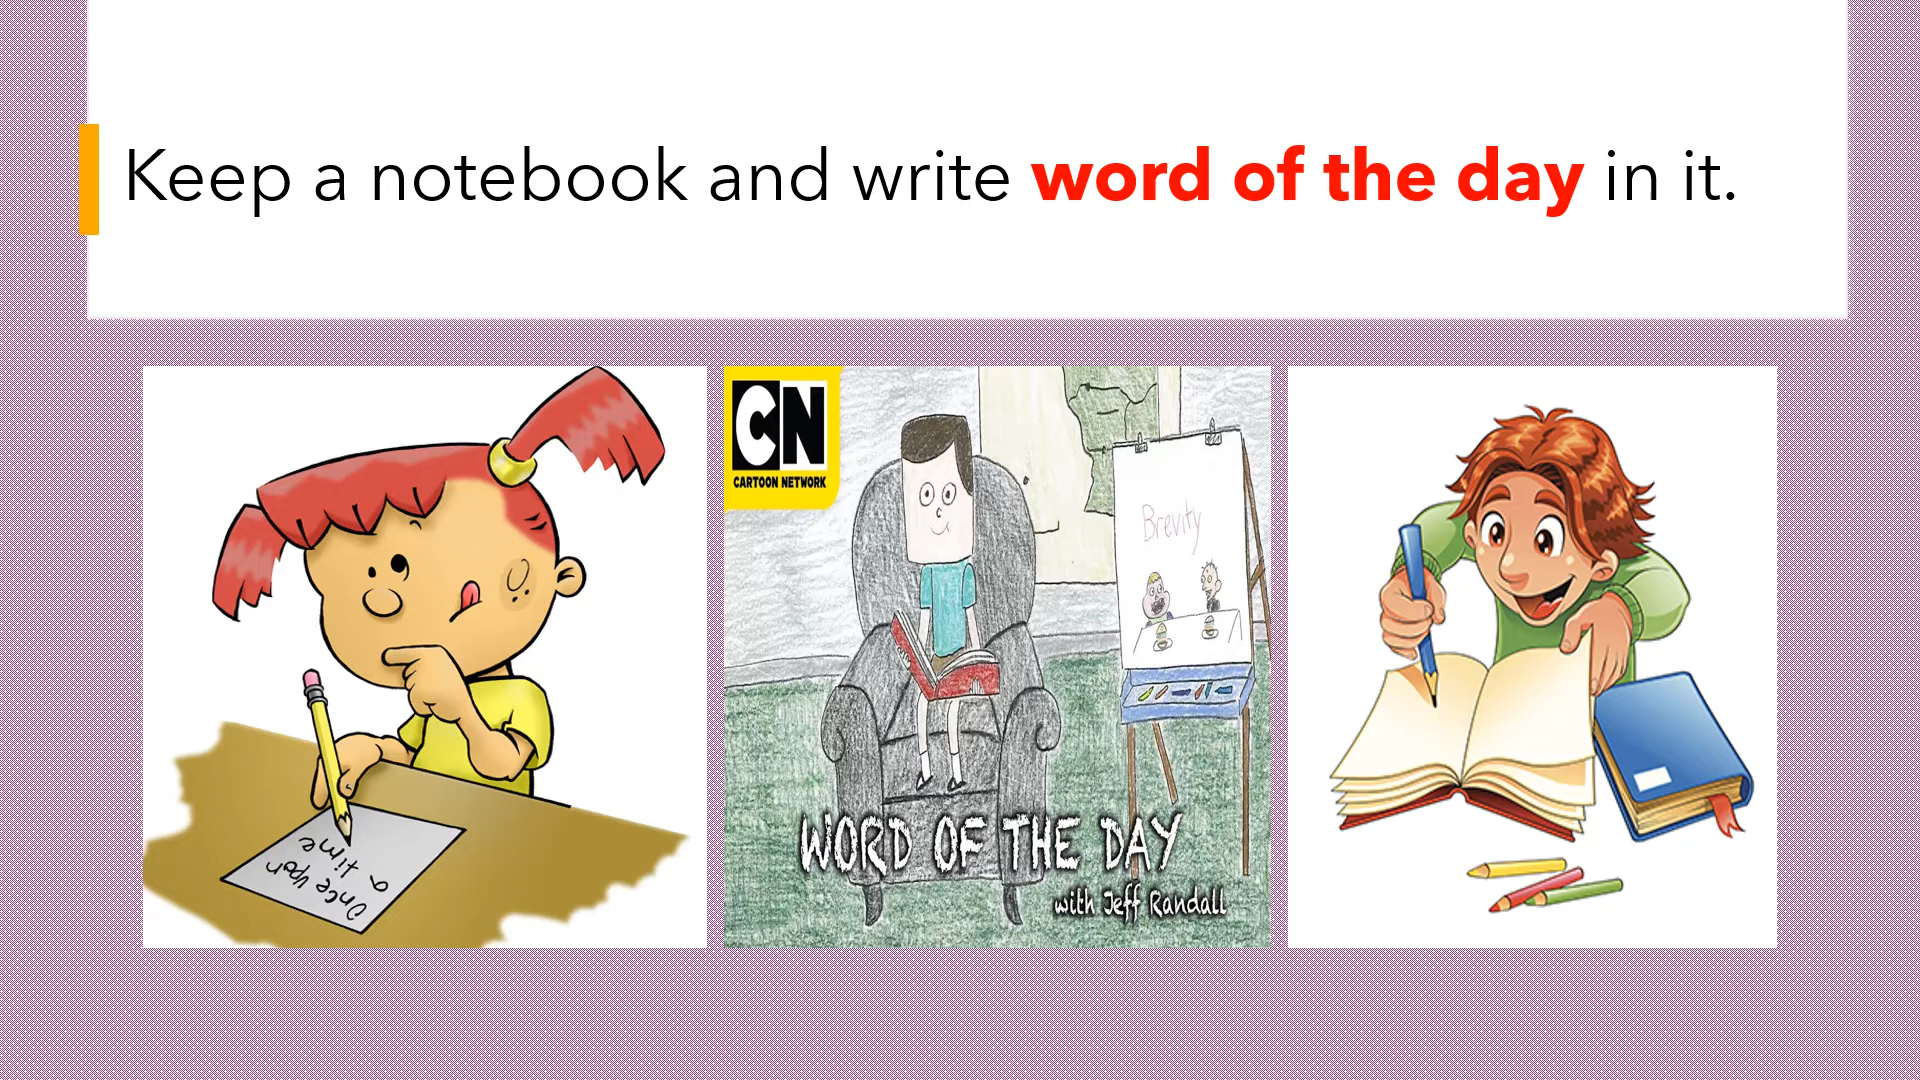 Keep a notebook and write word of the day in it.
CN
CARTOON NETWORK
Brevity
WORD OF THE DAY
with Jeff Randall
Once upon
a time